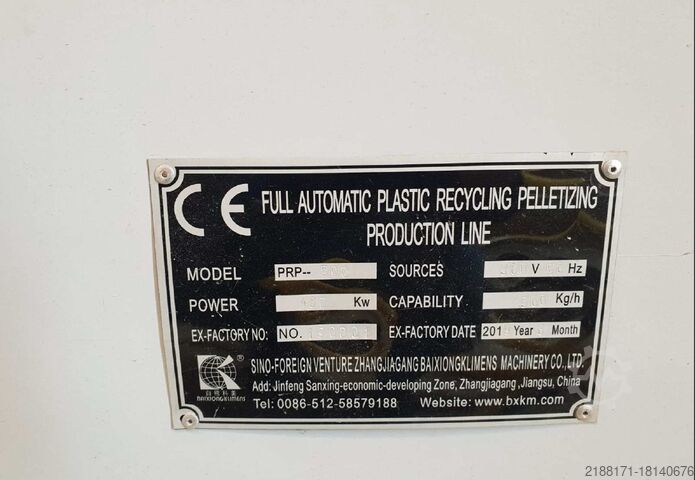 CE FULL AUTOMATIC PLASTIC RECYCLING PELLETIZING
PRODUCTION LINE
MODEL PRP-- SOURCES V Hz
POWER Kw CAPABILITY Kg/h
EX-FACTORY NO: NO. EX-FACTORY DATE 201 Year Month
SINO-FOREIGN VENTURE ZHANGJIAGANG BAIXIONGKLIMENS MACHINERY CO., LTD.
BAIXIONGKLIMENS
Add: Jinfeng Sanxing-economic-developing Zone, Zhangjiagang, Jiangsu, China
Tel: 0086-512-58579188 Website: www.bxkm.com
2188171-18140676